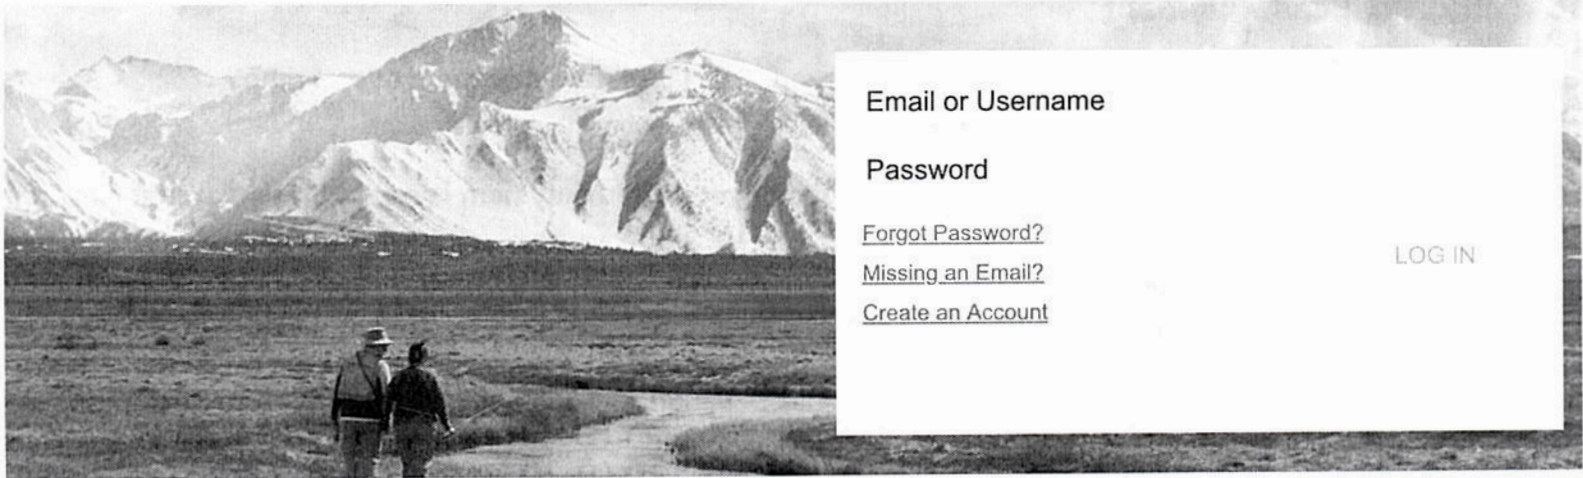 Email or Username
Password
Forgot Password?
Missing an Email?
LOG IN
Create an Account